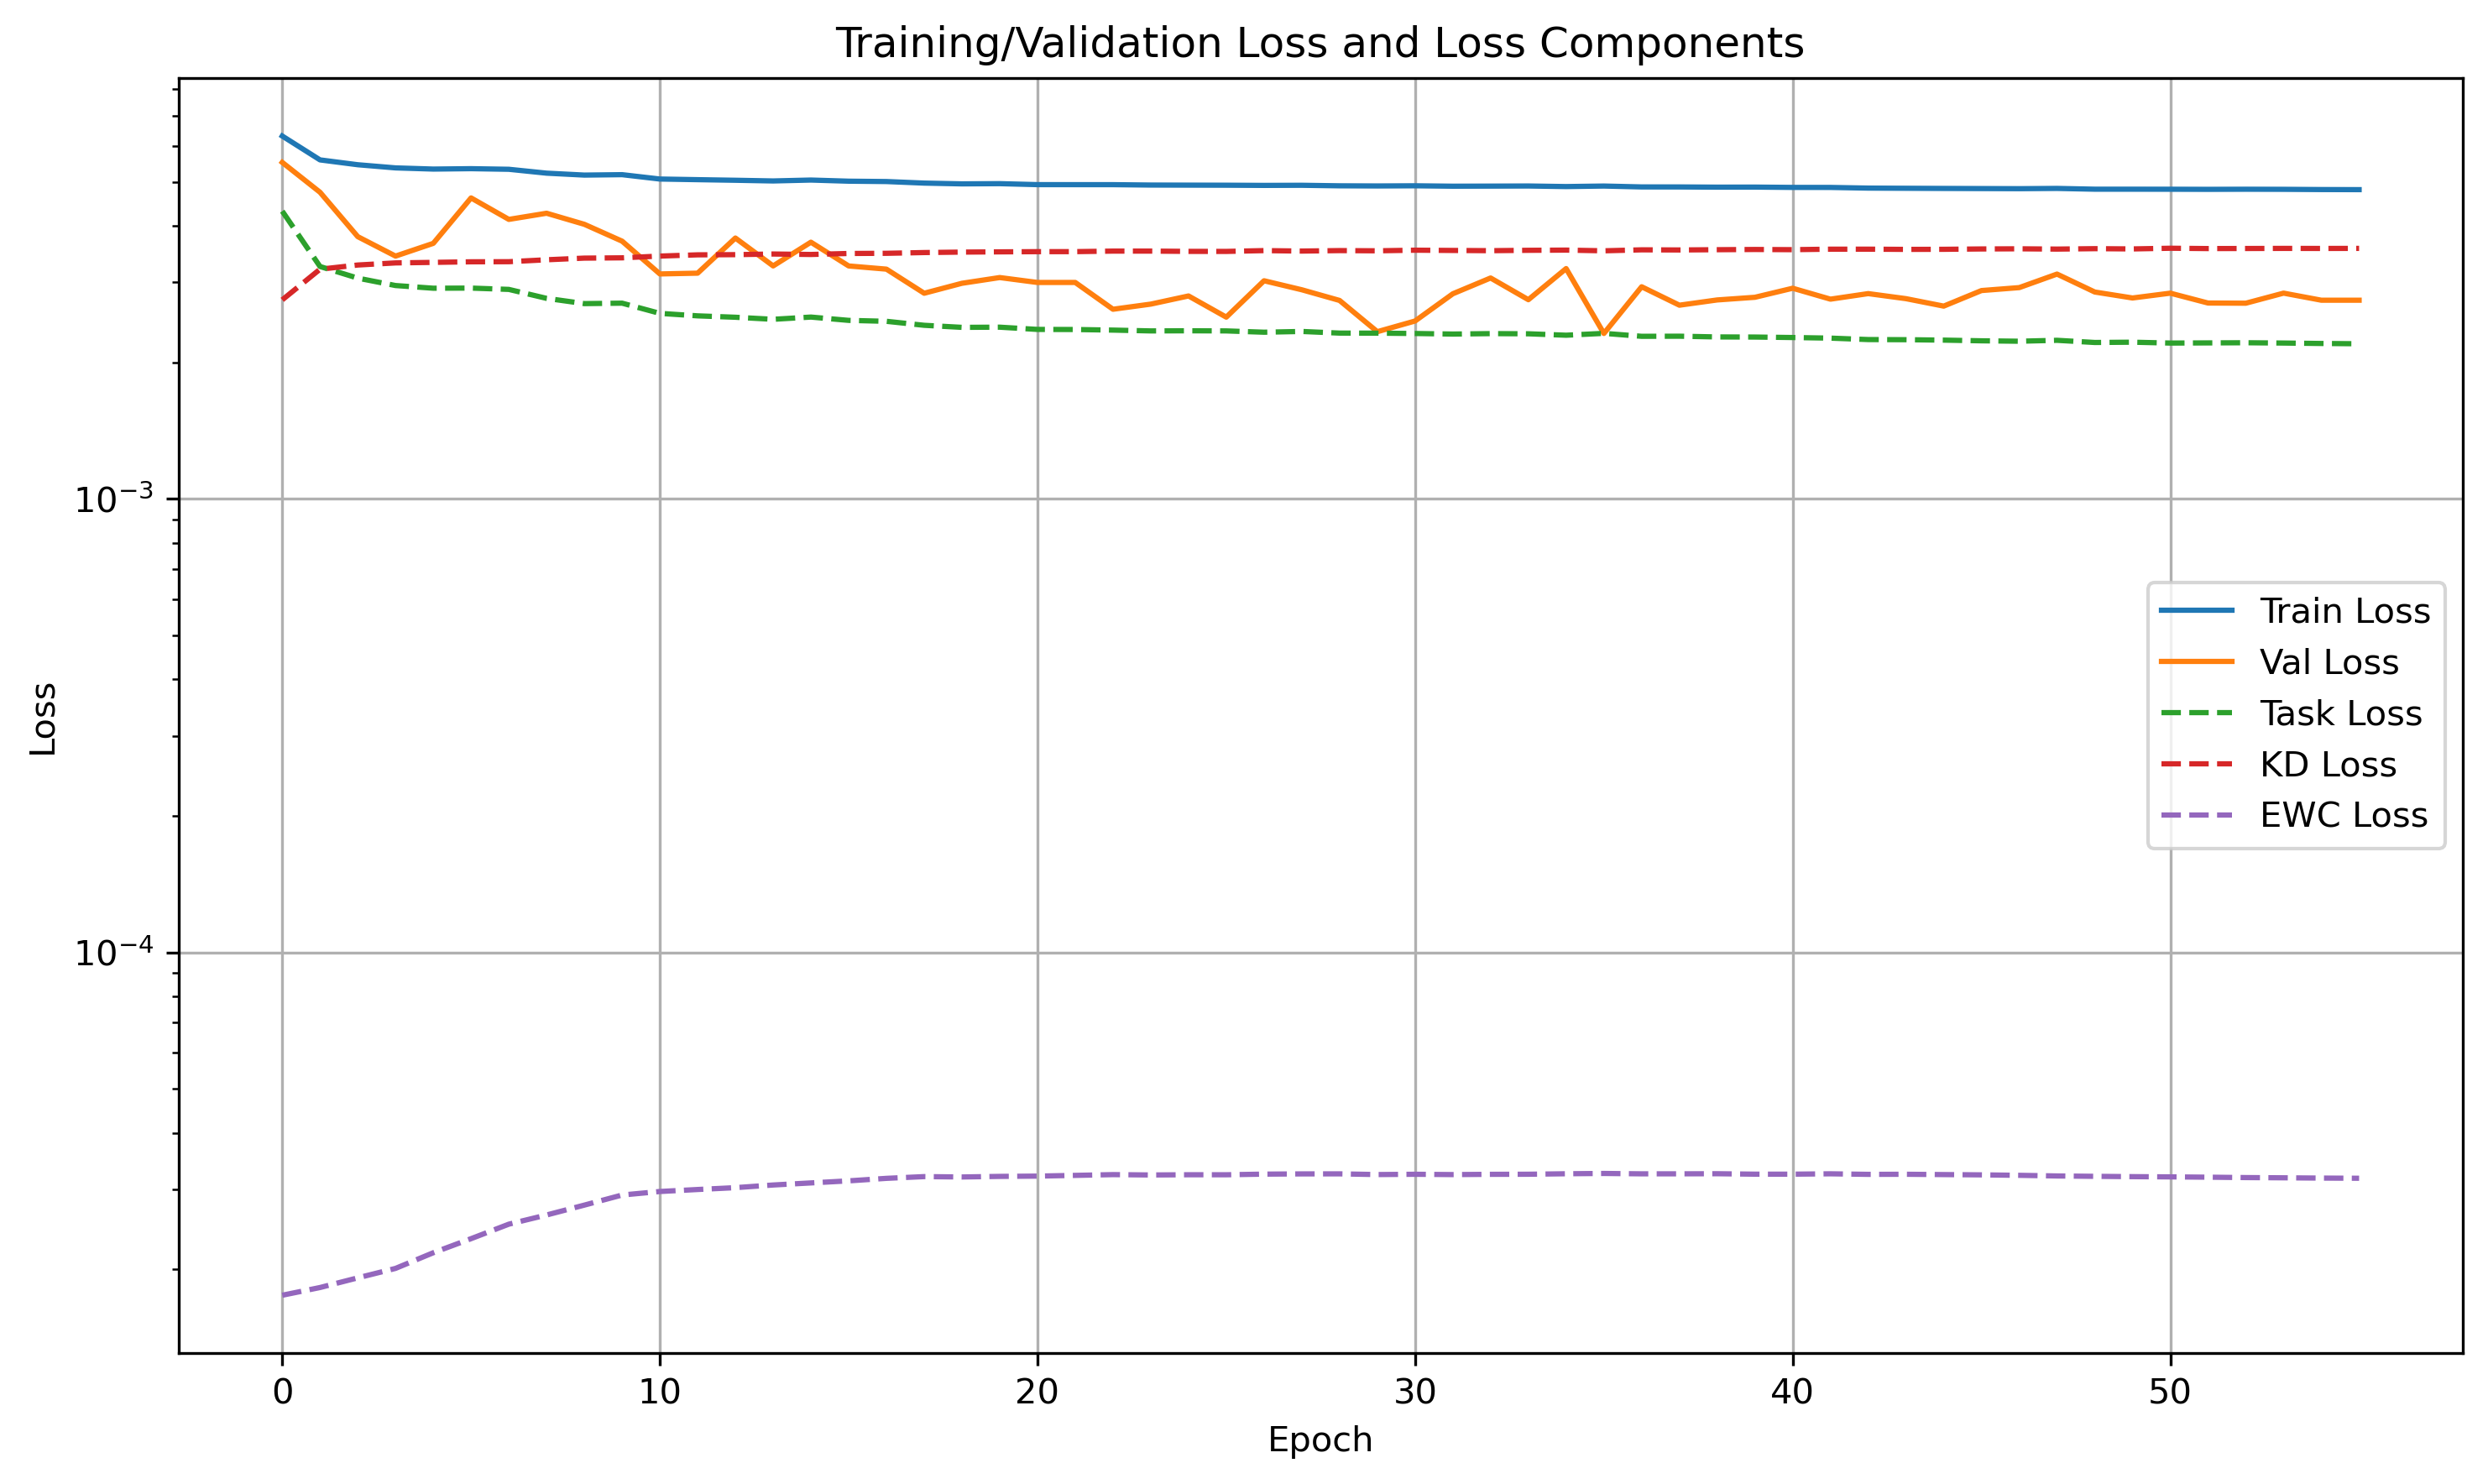 Training/Validation Loss and Loss Components
Loss
10⁻³
10⁻⁴
Train Loss
Val Loss
Task Loss
KD Loss
EWC Loss
0 10 20 30 40 50
Epoch